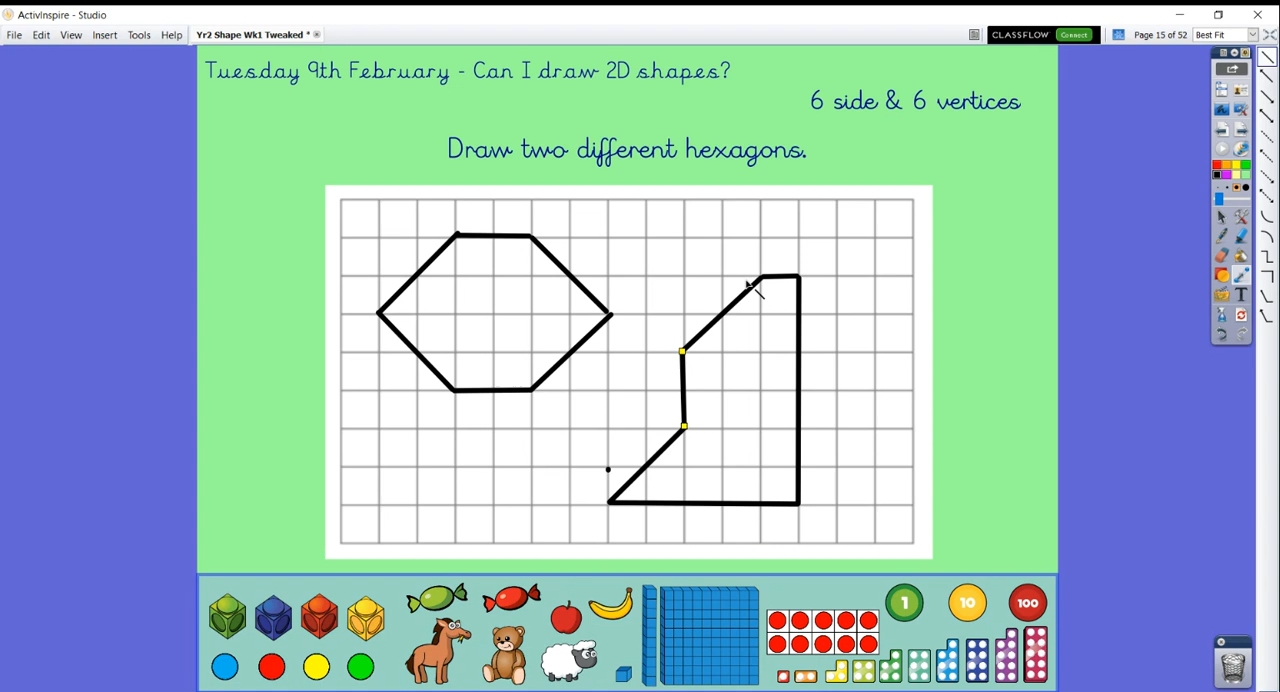 ActivInspire - Studio
File Edit View Insert Tools Help Yr2 Shape Wk1 Tweaked * CLASSFLOW Connect Page 15 of 52 Best Fit
Tuesday 9th February - Can I draw 2D shapes?
6 side & 6 vertices
Draw two different hexagons.
1 10 100